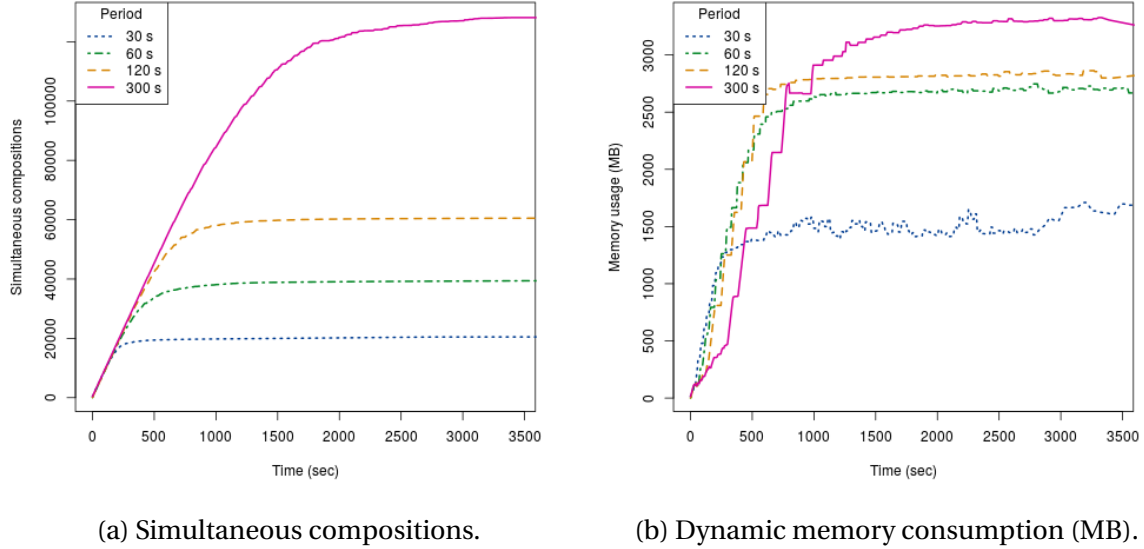 Period
30 s
60 s
120 s
300 s
Simultaneous compositions
0
20000
40000
60000
80000
100000
0
500
1000
1500
2000
2500
3000
3500
Time (sec)
(a) Simultaneous compositions.
Period
30 s
60 s
120 s
300 s
Memory usage (MB)
0
500
1000
1500
2000
2500
3000
0
500
1000
1500
2000
2500
3000
3500
Time (sec)
(b) Dynamic memory consumption (MB).